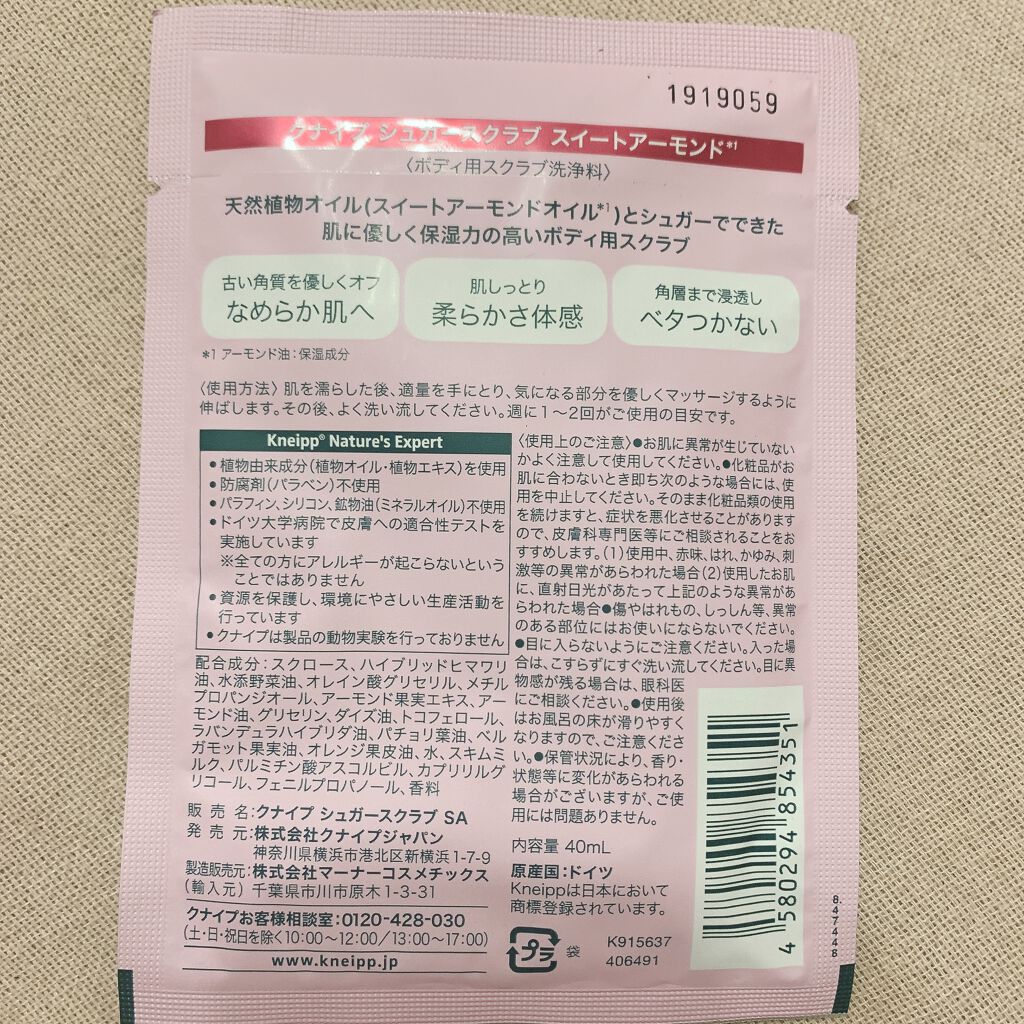 1919059
クナイプ シュガースクラブ スイートアーモンド*1
〈ボディ用スクラブ洗浄料〉
天然植物オイル(スイートアーモンドオイル*1)とシュガーでできた
肌に優しく保湿力の高いボディ用スクラブ
古い角質を優しくオフ
なめらか肌へ
肌しっとり
柔らかさ体感
角層まで浸透し
ベタつかない
*1 アーモンド油：保湿成分
〈使用方法〉肌を濡らした後、適量を手にとり、気になる部分を優しくマッサージするように
伸ばします。その後、よく洗い流してください。週に1〜2回がご使用の目安です。
Kneipp® Nature's Expert
●植物由来成分(植物オイル・植物エキス)を使用
●防腐剤(パラベン)不使用
●パラフィン、シリコン、鉱物油(ミネラルオイル)不使用
●ドイツ大学病院で皮膚への適合性テストを
実施しています
※全ての方にアレルギーが起こらないという
ことではありません
●資源を保護し、環境にやさしい生産活動を
行っています
●クナイプは製品の動物実験を行っておりません
配合成分：スクロース、ハイブリッドヒマワリ
油、水添野菜油、オレイン酸グリセリル、メチル
プロパンジオール、アーモンド果実エキス、アー
モンド油、グリセリン、ダイズ油、トコフェロール、
ラバンデュラハイブリダ油、パチョリ葉油、ベル
ガモット果実油、オレンジ果皮油、水、スキムミ
ルク、パルミチン酸アスコルビル、カプリリルグ
リコール、フェニルプロパノール、香料
販売名：クナイプ シュガースクラブ SA
発売元：株式会社クナイプジャパン
神奈川県横浜市港北区新横浜1-7-9
製造販売元：株式会社マーナーコスメチックス
(輸入元) 千葉県市川市原木1-3-31
クナイプお客様相談室：0120-428-030
(土・日・祝日を除く10:00〜12:00/13:00〜17:00)
www.kneipp.jp
〈使用上のご注意〉●お肌に異常が生じていない
かよく注意して使用してください。●化粧品がお
肌に合わないとき即ち次のような場合には、使
用を中止してください。そのまま化粧品類の使用
を続けますと、症状を悪化させることがあります
ので、皮膚科専門医等にご相談されることをお
すすめします。(1)使用中、赤味、はれ、かゆみ、刺
激等の異常があらわれた場合(2)使用したお肌
に、直射日光があたって上記のような異常があ
らわれた場合●傷やはれもの、しっしん等、異常
のある部位にはお使いにならないでください。
●目に入らないようにご注意ください。入った場
合は、こすらずにすぐ洗い流してください。目に異
物感が残る場合は、眼科医
にご相談ください。●使用後
はお風呂の床が滑りやすく
なりますので、ご注意くださ
い。●保管状況により、香り・
状態等に変化があらわれる
場合がございますが、ご使
用には問題ありません。
内容量 40mL
原産国：ドイツ
Kneippは日本において
商標登録されています。
プラ 袋
K915637
406491
4 580294 854351
8.47448